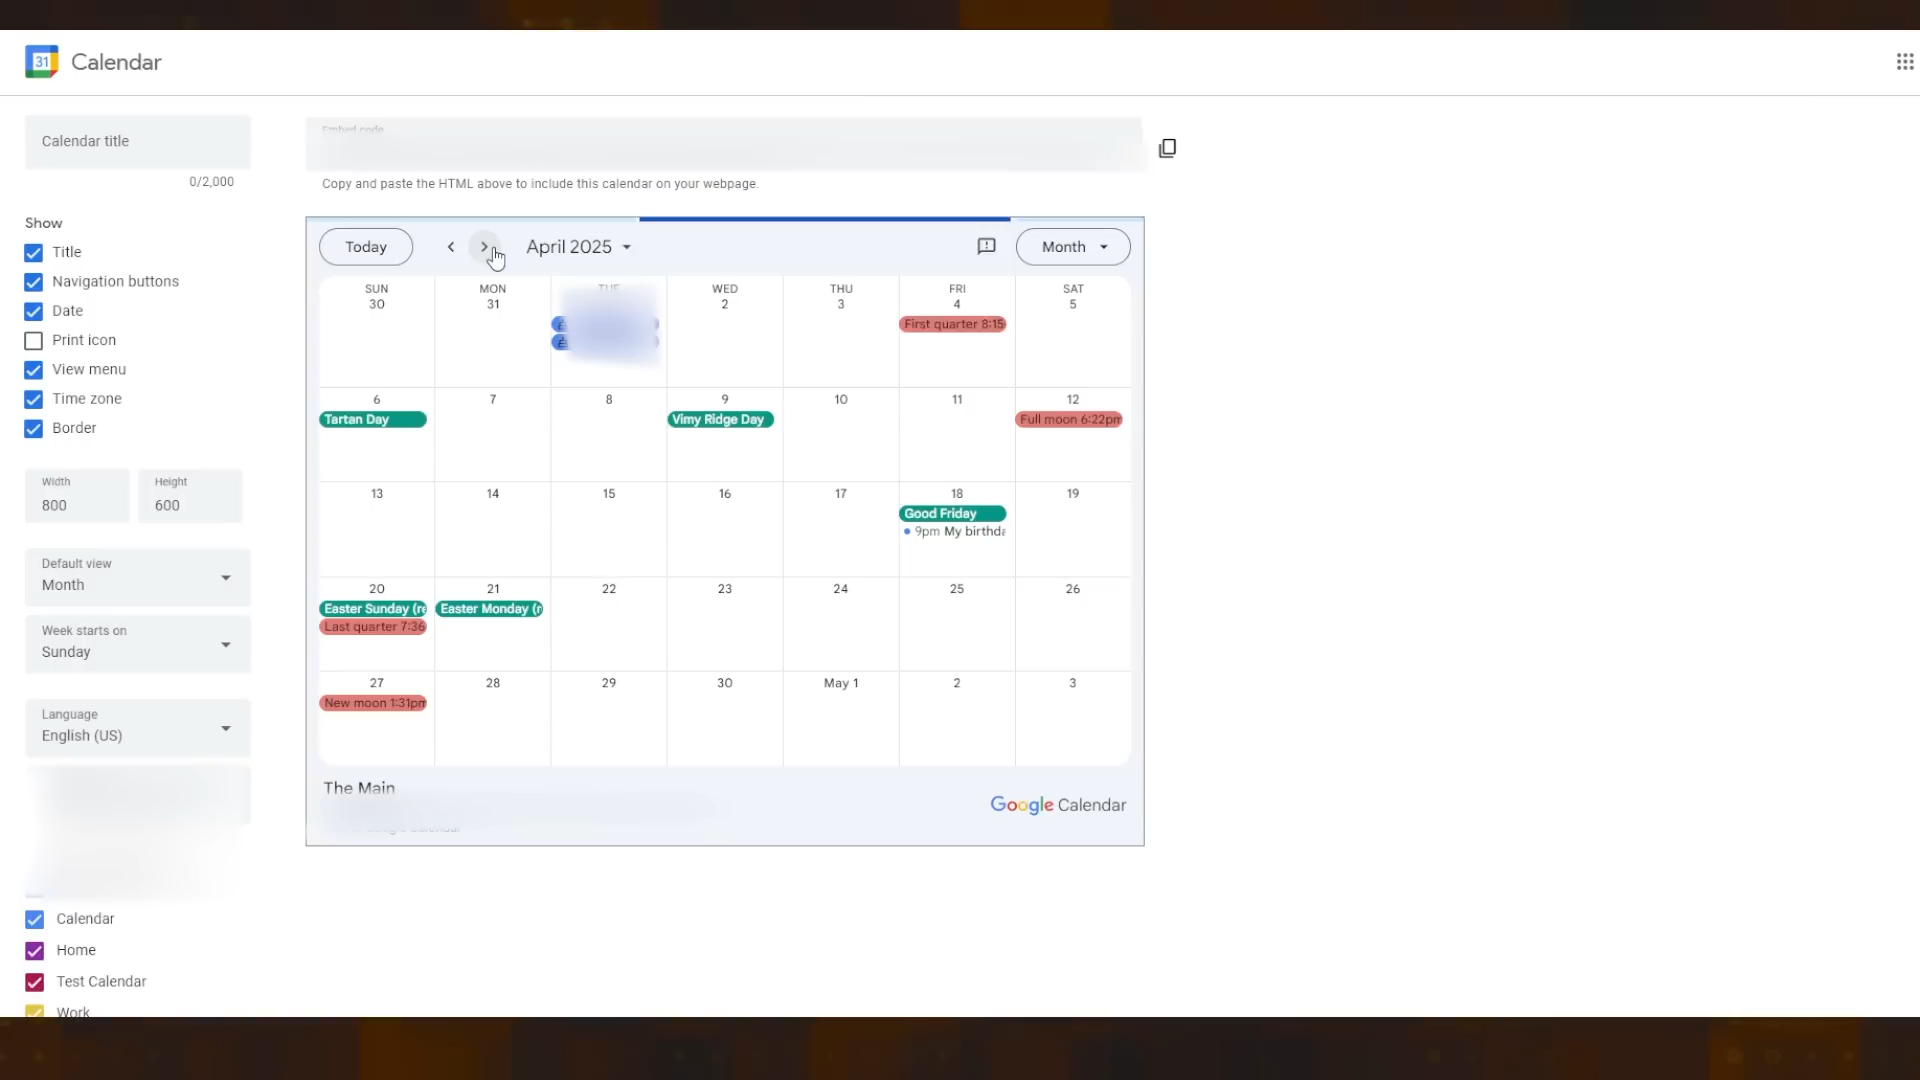 31 Calendar
Calendar title
0/2,000
Embed code
Copy and paste the HTML above to include this calendar on your webpage.
Show
Title
Navigation buttons
Date
Print icon
View menu
Time zone
Border
Width
800
Height
600
Default view
Month
Week starts on
Sunday
Language
English (US)
Calendar
Home
Test Calendar
Work
Today
April 2025
Month
SUN MON TUE WED THU FRI SAT
30 31 2 3 4 5
First quarter 8:15
6 7 8 9 10 11 12
Tartan Day Vimy Ridge Day Full moon 6:22pm
13 14 15 16 17 18 19
Good Friday
9pm My birthda
20 21 22 23 24 25 26
Easter Sunday (re Easter Monday (r
Last quarter 7:36
27 28 29 30 May 1 2 3
New moon 1:31pm
The Main
Google Calendar